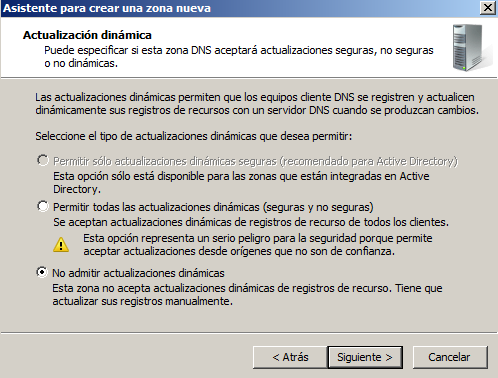 Asistente para crear una zona nueva
Actualización dinámica
Puede especificar si esta zona DNS aceptará actualizaciones seguras, no seguras
o no dinámicas.
Las actualizaciones dinámicas permiten que los equipos cliente DNS se registren y actualicen
dinámicamente sus registros de recursos con un servidor DNS cuando se produzcan cambios.
Seleccione el tipo de actualizaciones dinámicas que desea permitir:
Permitir sólo actualizaciones dinámicas seguras (recomendado para Active Directory)
Esta opción sólo está disponible para las zonas que están integradas en Active
Directory.
Permitir todas las actualizaciones dinámicas (seguras y no seguras)
Se aceptan actualizaciones dinámicas de registros de recurso de todos los clientes.
Esta opción representa un serio peligro para la seguridad porque permite
aceptar actualizaciones desde orígenes que no son de confianza.
No admitir actualizaciones dinámicas
Esta zona no acepta actualizaciones dinámicas de registros de recurso. Tiene que
actualizar sus registros manualmente.
< Atrás Siguiente > Cancelar